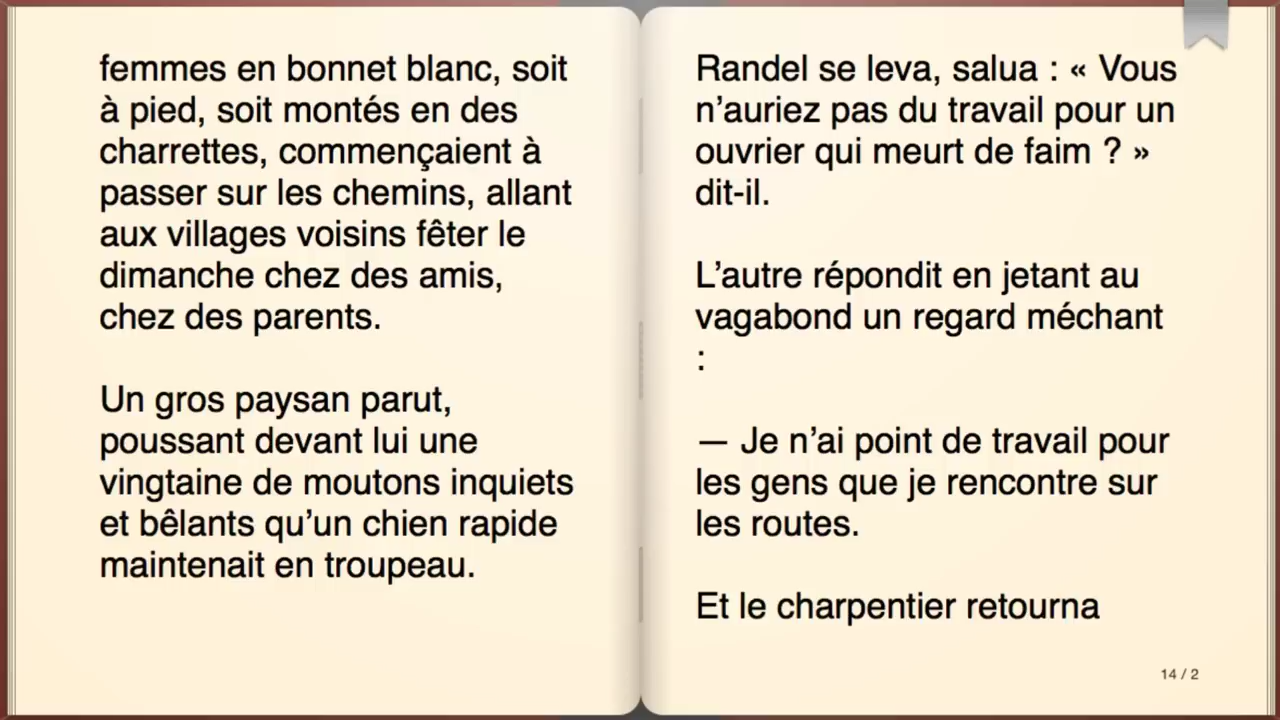 femmes en bonnet blanc, soit
à pied, soit montés en des
charrettes, commençaient à
passer sur les chemins, allant
aux villages voisins fêter le
dimanche chez des amis,
chez des parents.
Un gros paysan parut,
poussant devant lui une
vingtaine de moutons inquiets
et bêlants qu’un chien rapide
maintenait en troupeau.
Randel se leva, salua : « Vous
n’auriez pas du travail pour un
ouvrier qui meurt de faim ? »
dit-il.
L’autre répondit en jetant au
vagabond un regard méchant
:
— Je n’ai point de travail pour
les gens que je rencontre sur
les routes.
Et le charpentier retourna
14 / 2